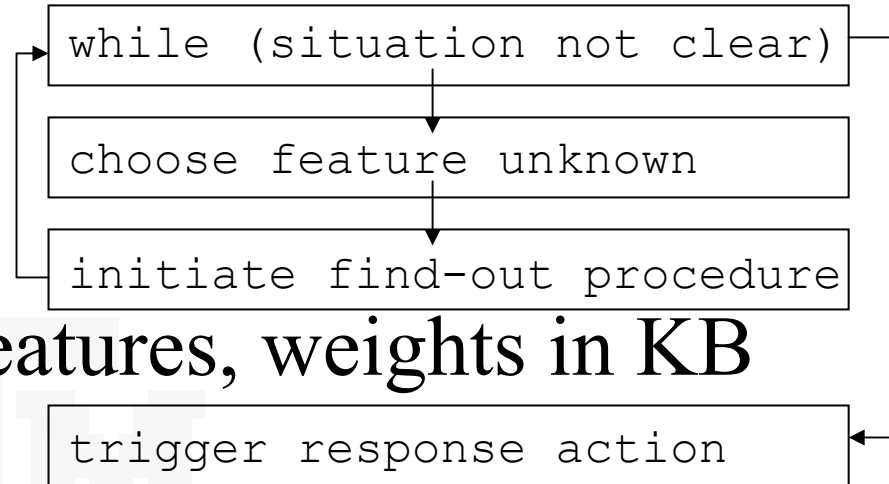 while (situation not clear)
choose feature unknown
initiate find-out procedure
eatures, weights in KB
trigger response action